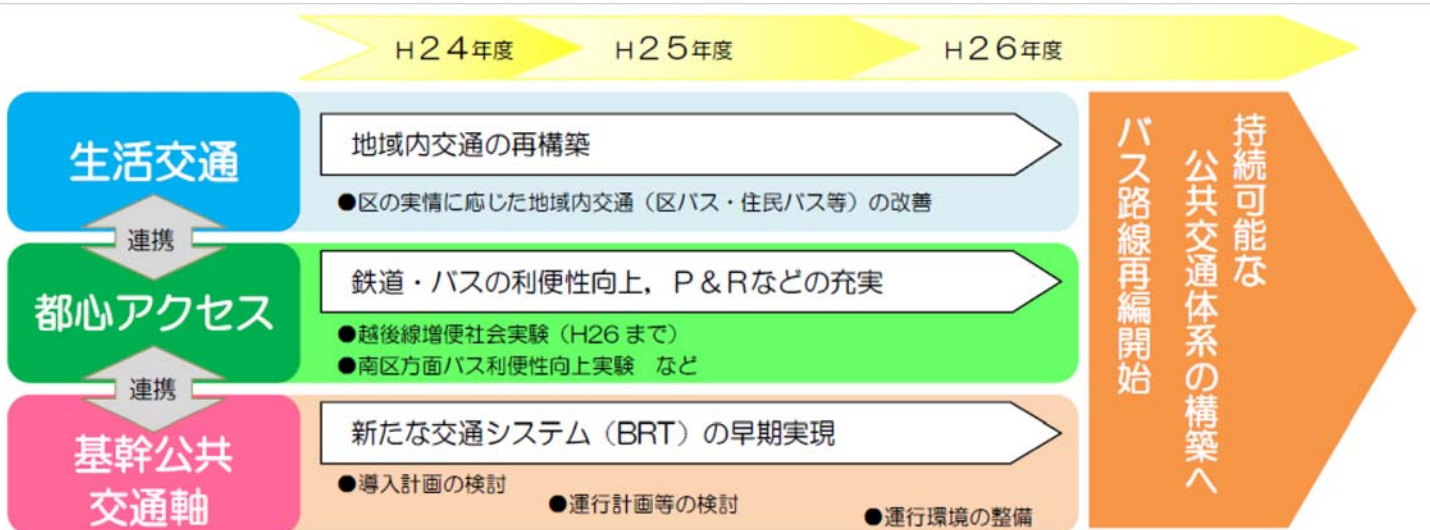 H24年度
H25年度
H26年度
生活交通
地域内交通の再構築
●区の実情に応じた地域内交通（区バス・住民バス等）の改善
連携
都心アクセス
鉄道・バスの利便性向上，P＆Rなどの充実
●越後線増便社会実験（H26まで）
●南区方面バス利便性向上実験　など
連携
基幹公共
交通軸
新たな交通システム（BRT）の早期実現
●導入計画の検討
●運行計画等の検討
●運行環境の整備
持続可能な
公共交通体系の構築へ
バス路線再編開始